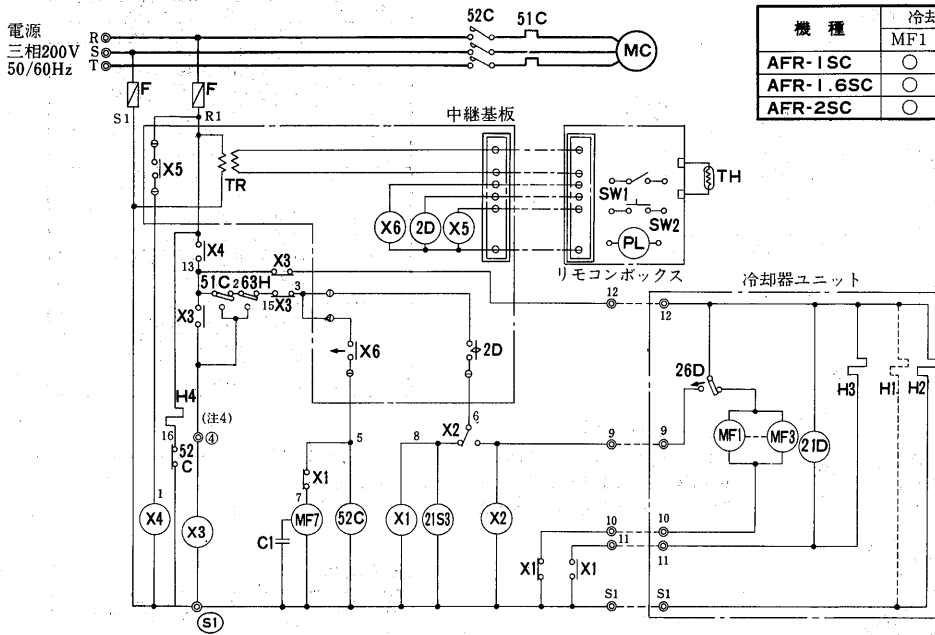 電源
三相200V
50/60Hz
R
S
T
52C
51C
MC
機種
冷却
MF1
AFR-1SC ○
AFR-1.6SC ○
AFR-2SC ○
F
F
S1
R1
中継基板
X5
TR
X6
2D
X5
SW1
SW2
PL
TH
リモコンボックス
X4
13
X3
51C
2
63H
15
X3
3
X3
12
12
冷却器ユニット
X6
2D
26D
H3
H1
H2
H4
(注4)
16
④
52
C
6
X2
5
8
9
9
MF1
MF3
21D
1
X1
7
X4
X3
C1
MF7
52C
X1
21S3
X2
10
10
11
11
X1
X1
S1
S1
S1